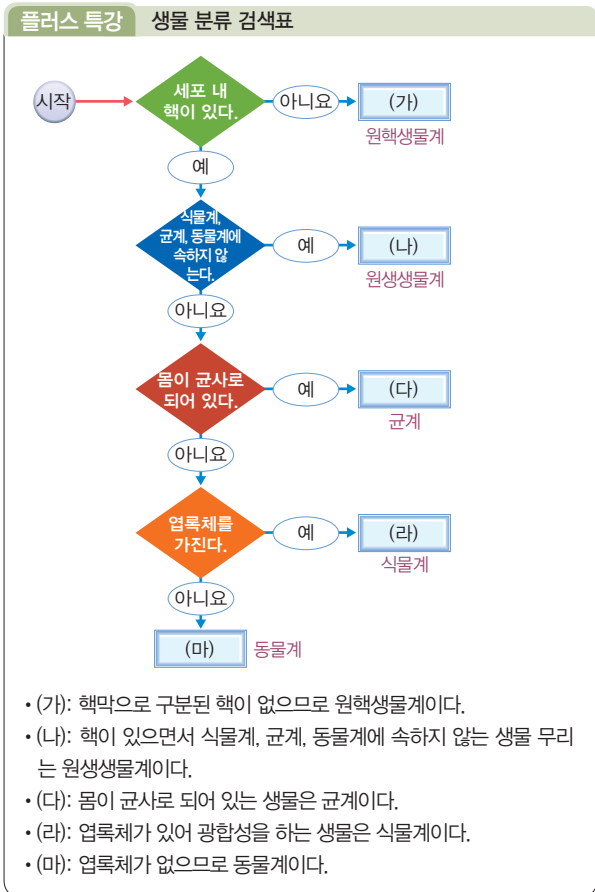 플러스 특강 생물 분류 검색표
시작
세포 내
핵이 있다.
아니요
(가)
원핵생물계
예
식물계,
균계, 동물계에
속하지 않
는다.
예
(나)
원생생물계
아니요
몸이 균사로
되어 있다.
예
(다)
균계
아니요
엽록체를
가진다.
예
(라)
식물계
아니요
(마)
동물계
• (가): 핵막으로 구분된 핵이 없으므로 원핵생물계이다.
• (나): 핵이 있으면서 식물계, 균계, 동물계에 속하지 않는 생물 무리
는 원생생물계이다.
• (다): 몸이 균사로 되어 있는 생물은 균계이다.
• (라): 엽록체가 있어 광합성을 하는 생물은 식물계이다.
• (마): 엽록체가 없으므로 동물계이다.